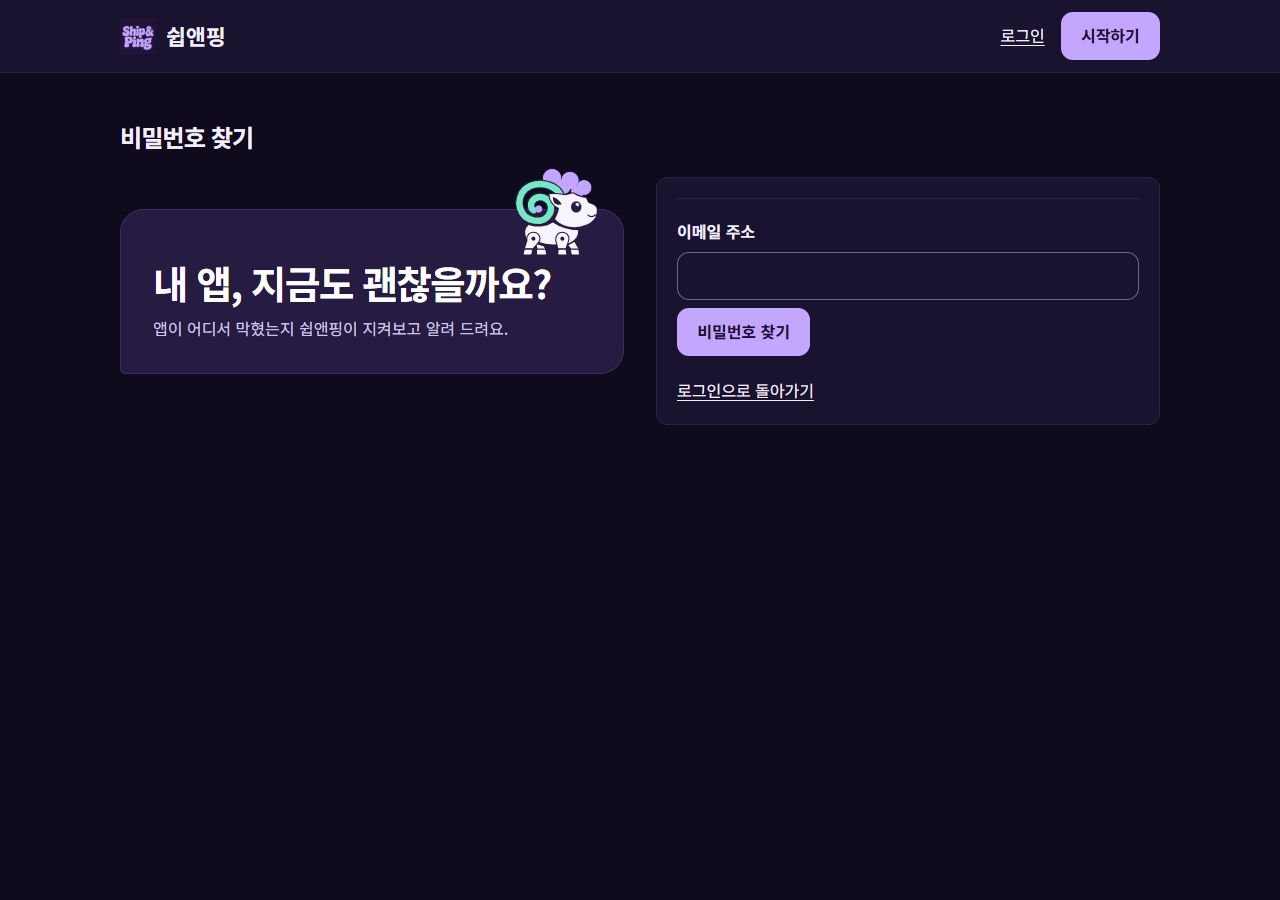 Ship&
Ping
쉽앤핑
로그인
시작하기
비밀번호 찾기
내 앱, 지금도 괜찮을까요?
앱이 어디서 막혔는지 쉽앤핑이 지켜보고 알려 드려요.
이메일 주소
비밀번호 찾기
로그인으로 돌아가기